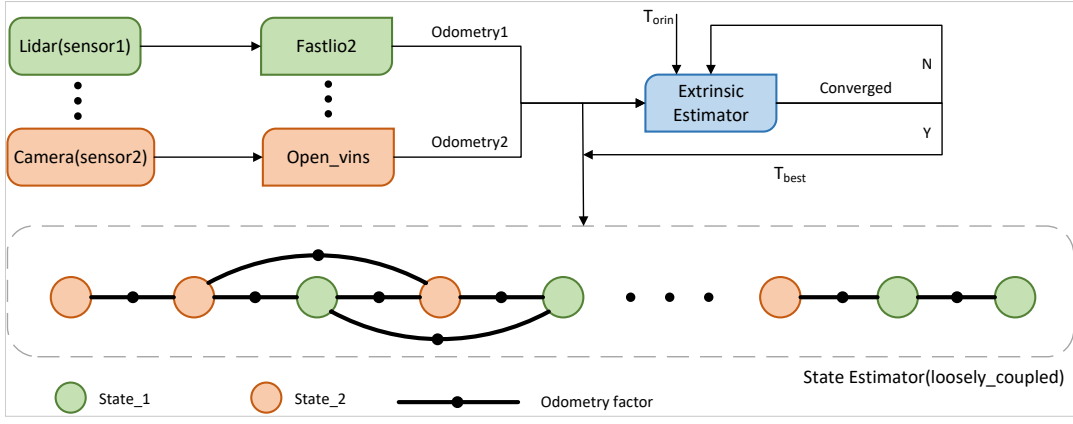 Lidar(sensor1)
Fastlio2
Odometry1
T_orin
N
Extrinsic
Estimator
Converged
Camera(sensor2)
Open_vins
Odometry2
Y
T_best
State Estimator(loosely_coupled)
State_1
State_2
Odometry factor